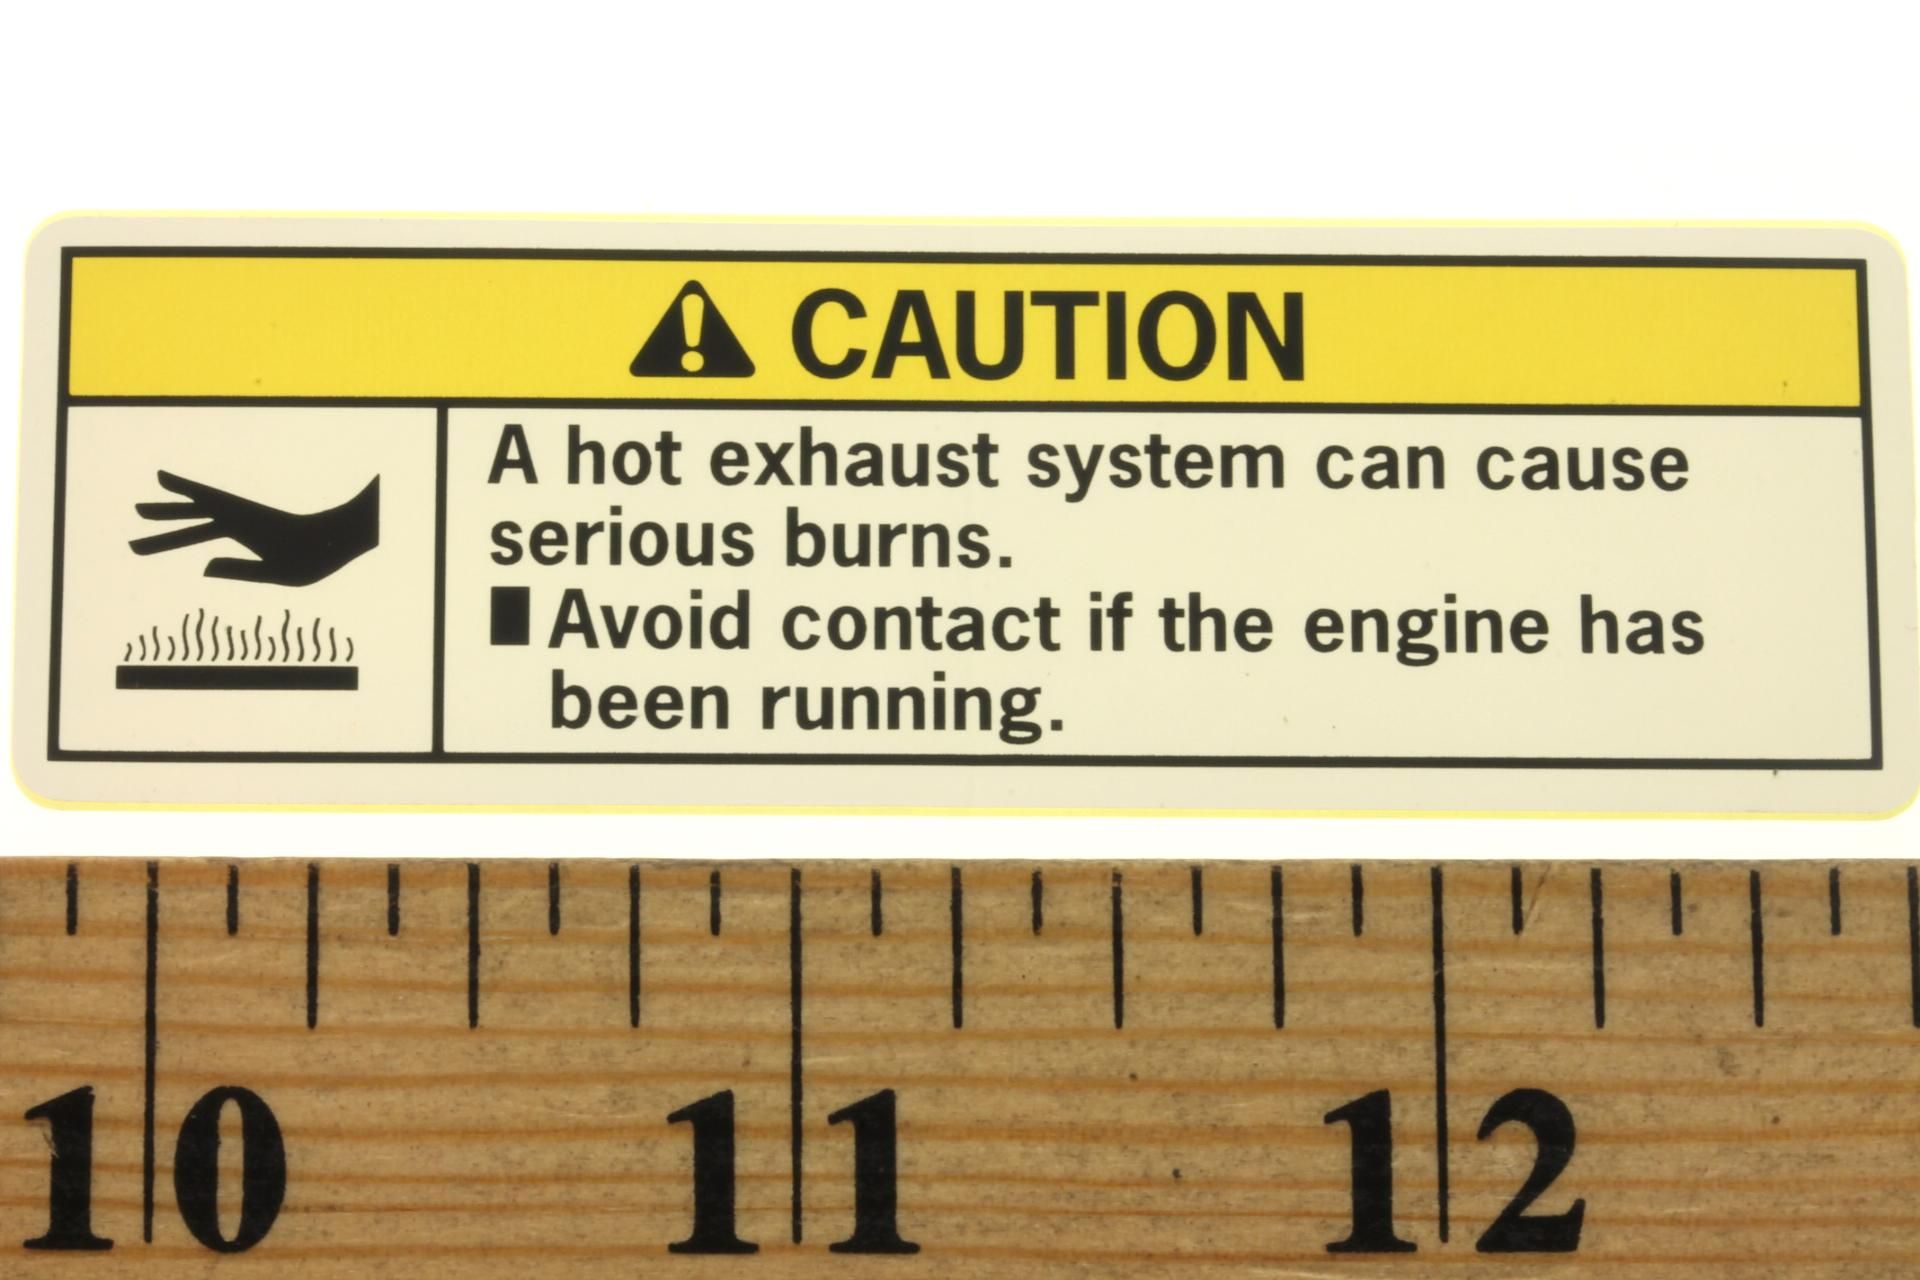 CAUTION
A hot exhaust system can cause
serious burns.
■ Avoid contact if the engine has
been running.
10 11 12